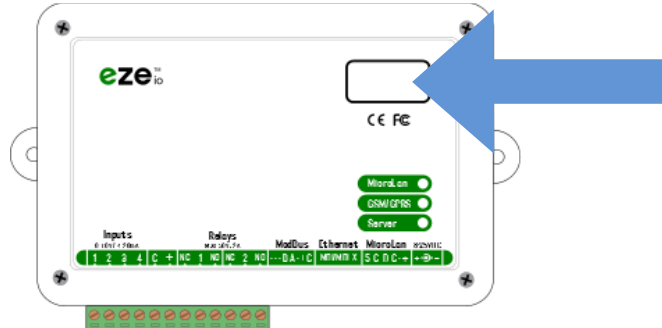 eze™
io
CE FC
MicroLan
GSM/GPRS
Server
Inputs Relays
ModBus Ethernet MicroLan
1 2 3 4 C + NC 1 NO NC 2 NO